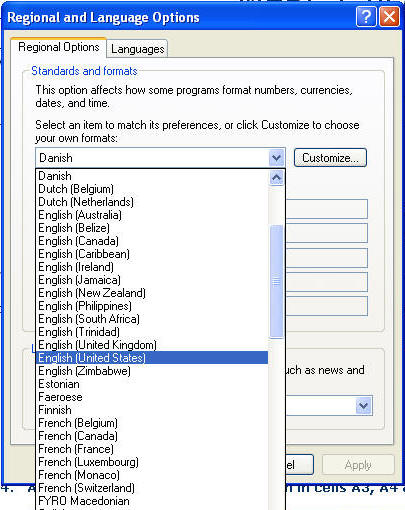 Regional and Language Options
Regional Options
Languages
Standards and formats
This option affects how some programs format numbers, currencies,
dates, and time.
Select an item to match its preferences, or click Customize to choose
your own formats:
Danish
Customize...
Danish
Dutch (Belgium)
Dutch (Netherlands)
English (Australia)
English (Belize)
English (Canada)
English (Caribbean)
English (Ireland)
English (Jamaica)
English (New Zealand)
English (Philippines)
English (South Africa)
English (Trinidad)
English (United Kingdom)
English (United States)
English (Zimbabwe)
uch as news and
Estonian
Faeroese
Finnish
French (Belgium)
French (Canada)
French (France)
French (Luxembourg)
French (Monaco)
French (Switzerland)
FYRO Macedonian
el
Apply
4. A
in cells A3, A4